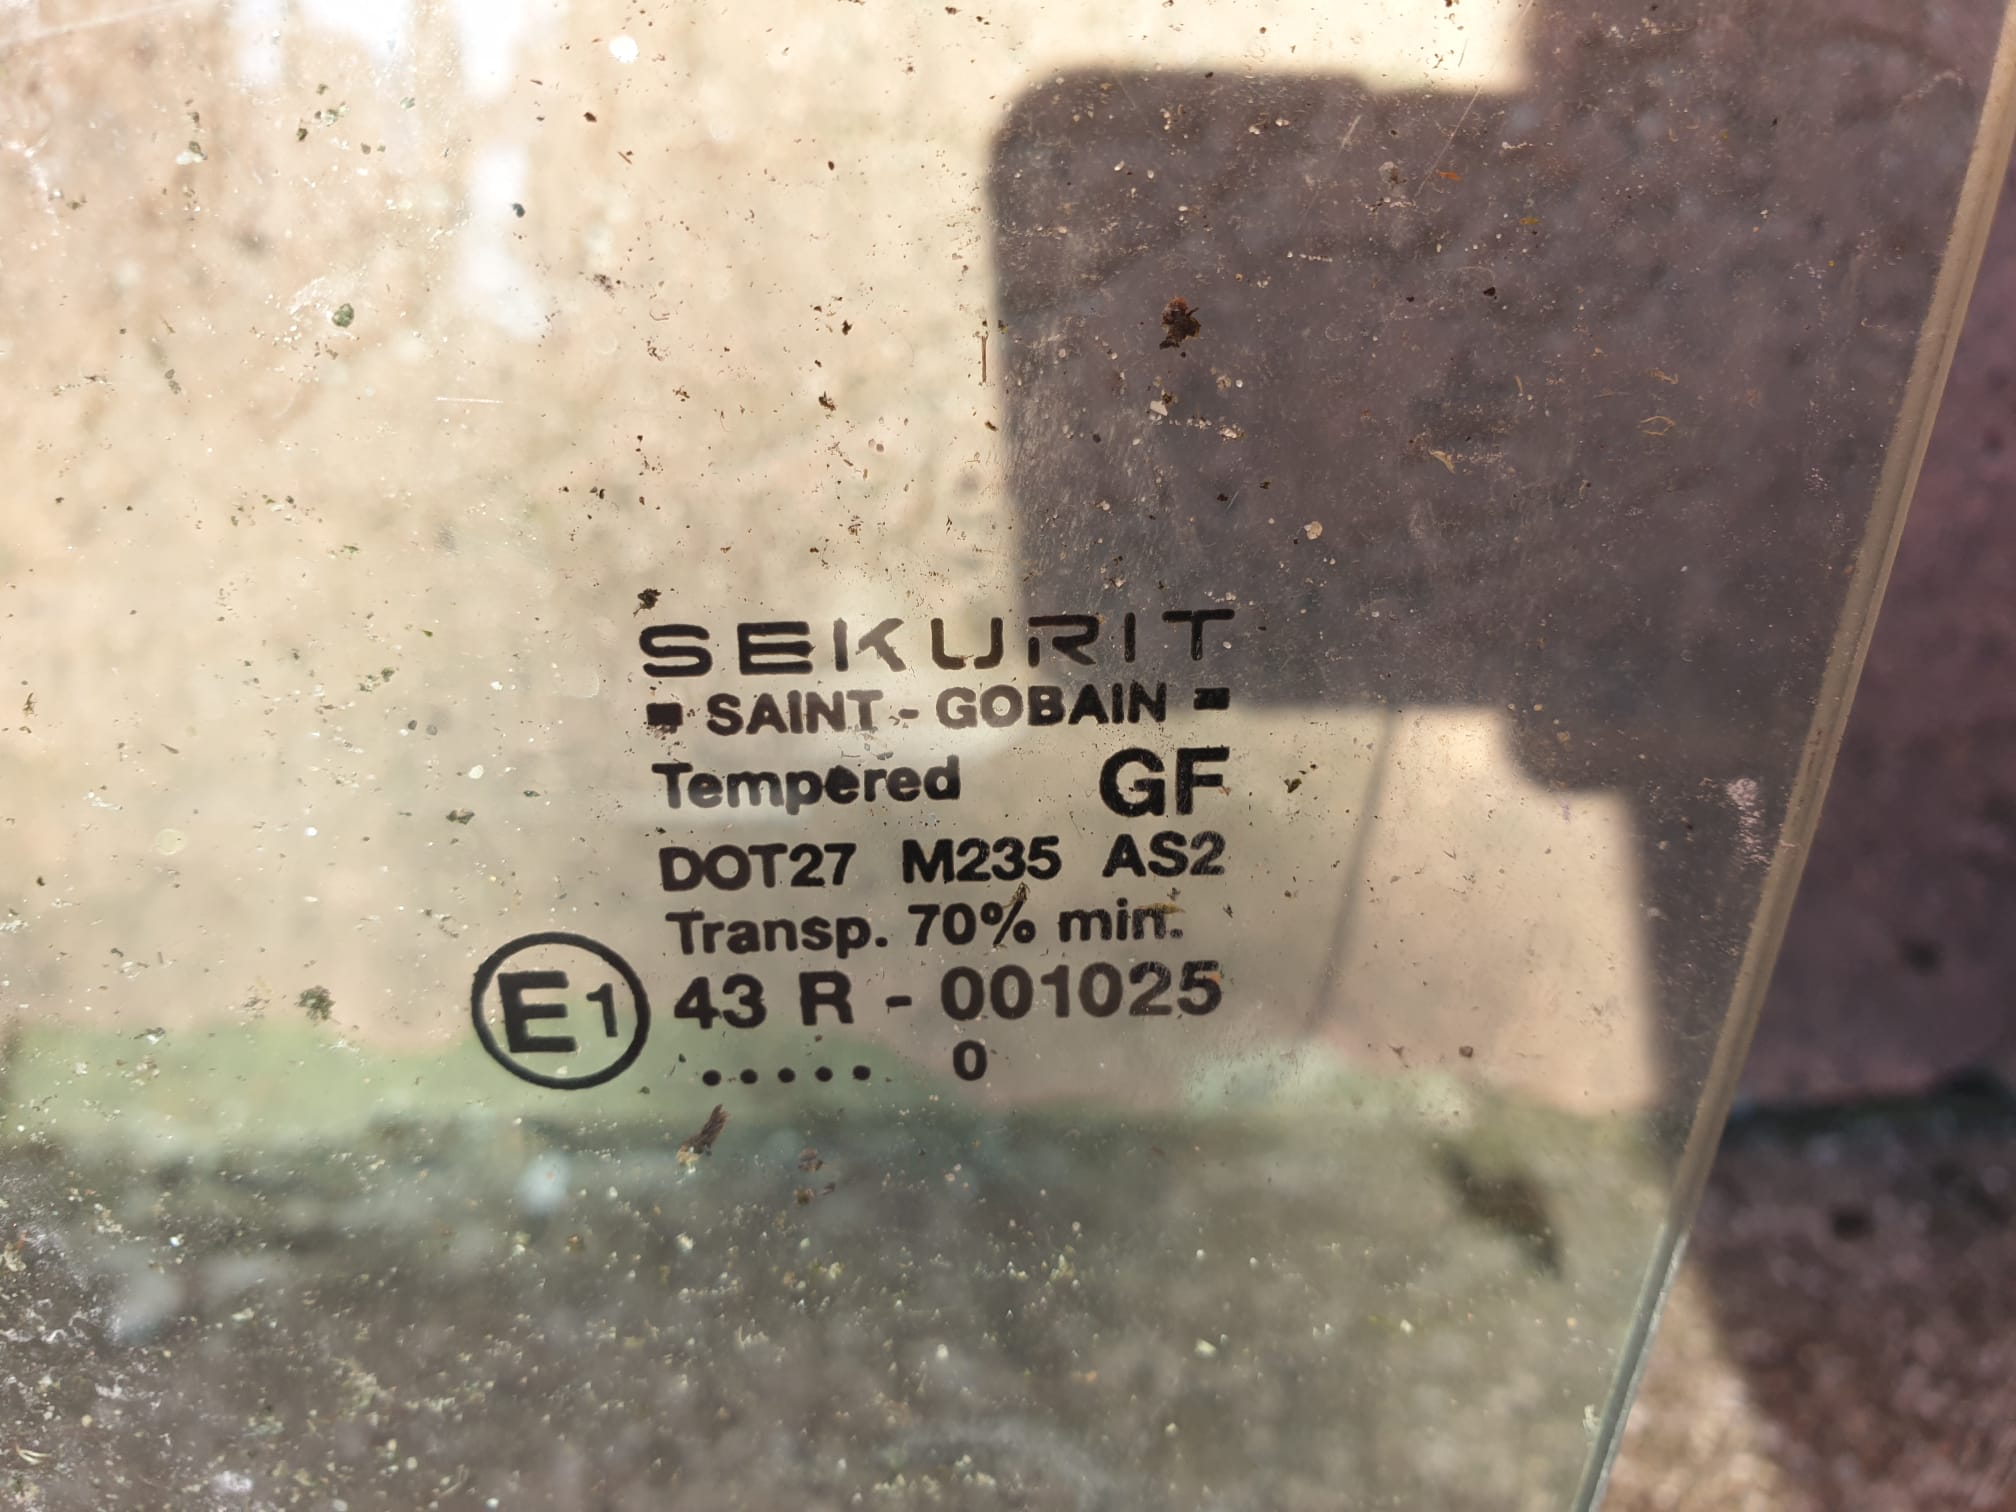 SEKURIT
SAINT-GOBAIN
Tempered GF
DOT27 M235 AS2
Transp. 70% min.
E1 43 R - 001025
..... 0